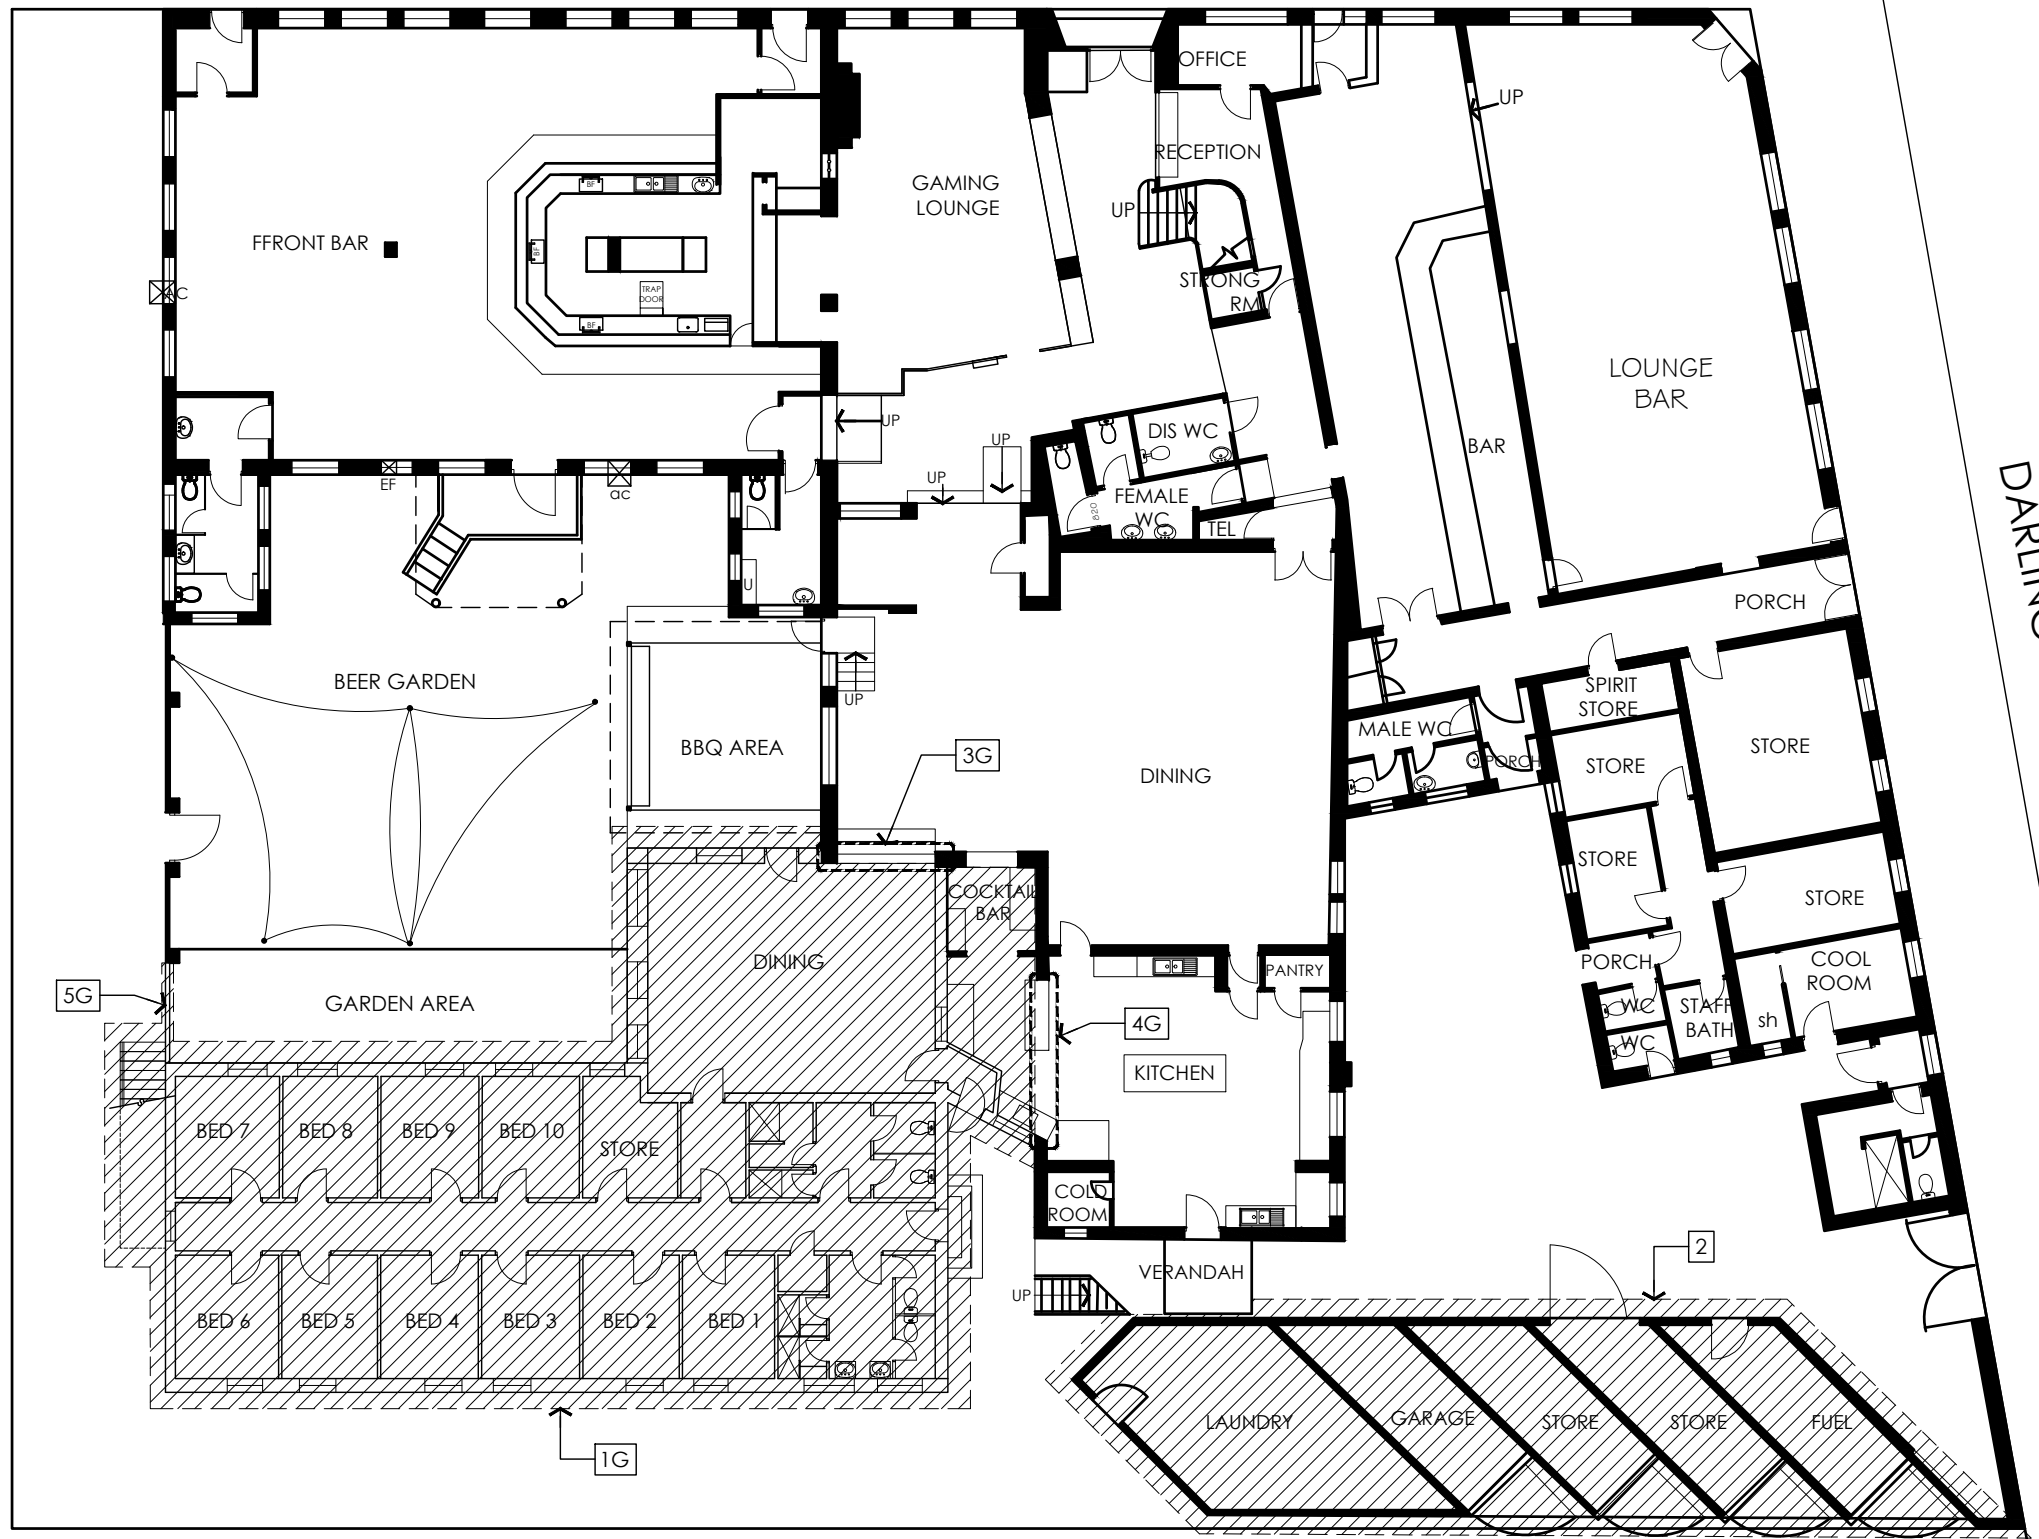 OFFICE
UP
RECEPTION
GAMING
LOUNGE
UP
BF
BF
FFRONT BAR
TRAP
DOOR
STRONG
RM
AC
BF
LOUNGE
BAR
UP
DIS WC
UP
BAR
UP
EF
ac
FEMALE
WC
820
TEL
DARLING
U
PORCH
BEER GARDEN
UP
SPIRIT
STORE
MALE WC
BBQ AREA
3G
STORE
PORCH
STORE
DINING
STORE
COCKTAIL
BAR
STORE
DINING
PORCH
COOL
ROOM
PANTRY
5G
GARDEN AREA
4G
WC
STAFF
BATH
sh
WC
KITCHEN
BED 7
BED 8
BED 9
BED 10
STORE
COLD
ROOM
2
VERANDAH
UP
BED 6
BED 5
BED 4
BED 3
BED 2
BED 1
LAUNDRY
GARAGE
STORE
STORE
FUEL
1G